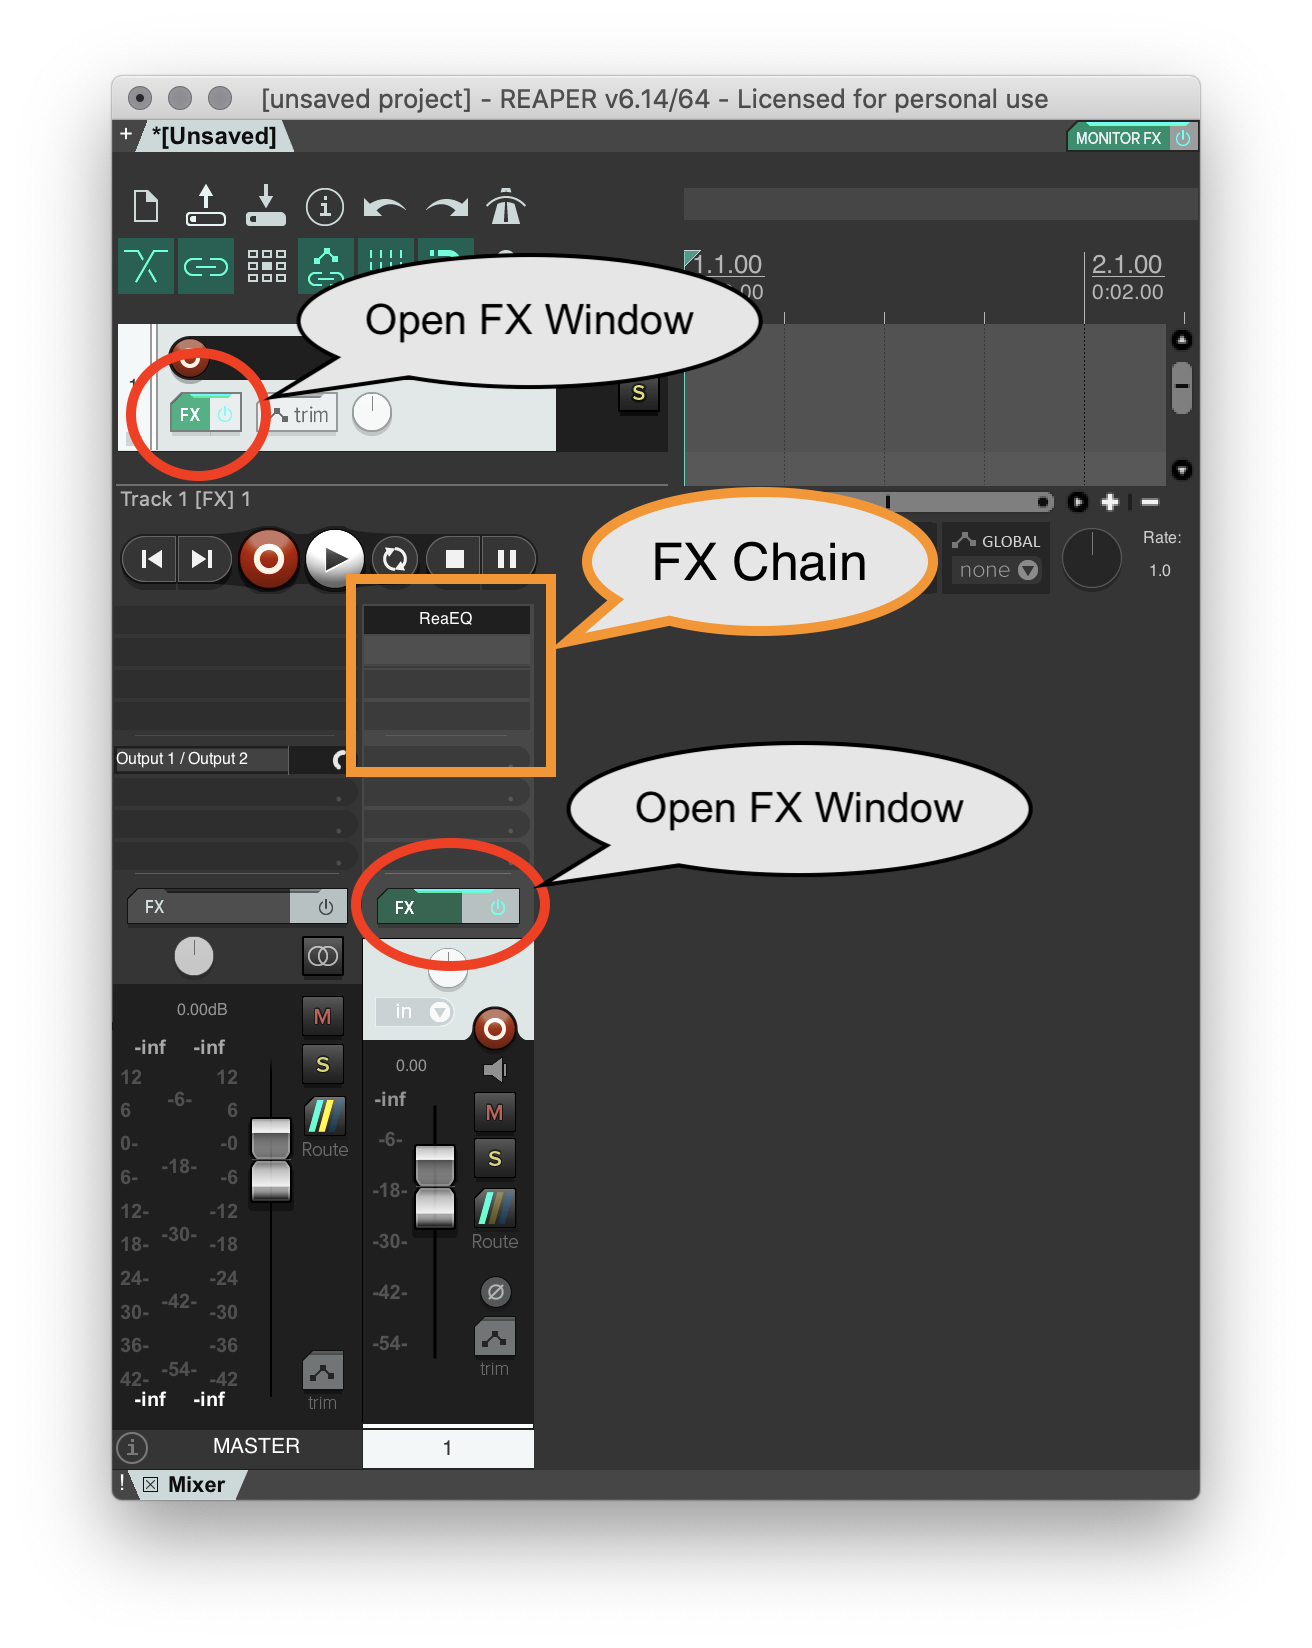 [unsaved project] - REAPER v6.14/64 - Licensed for personal use
+ *[Unsaved]
MONITOR FX
Open FX Window
1.1.00
2.1.00
0:02.00
FX
trim
S
Track 1 [FX] 1
FX Chain
GLOBAL
none
Rate:
1.0
ReaEQ
Output 1 / Output 2
Open FX Window
FX
FX
in
0.00dB
M
-inf -inf
S
0.00
-inf
M
S
12 12
6 -6- 6
0- -0
6- -18- -6
12- -12
18- -30- -18
24- -24
30- -42- -30
36- -36
42- -54- -42
-inf -inf
Route
trim
-6-
-18-
-30-
-42-
-54-
Route
Ø
trim
MASTER
1
! Mixer